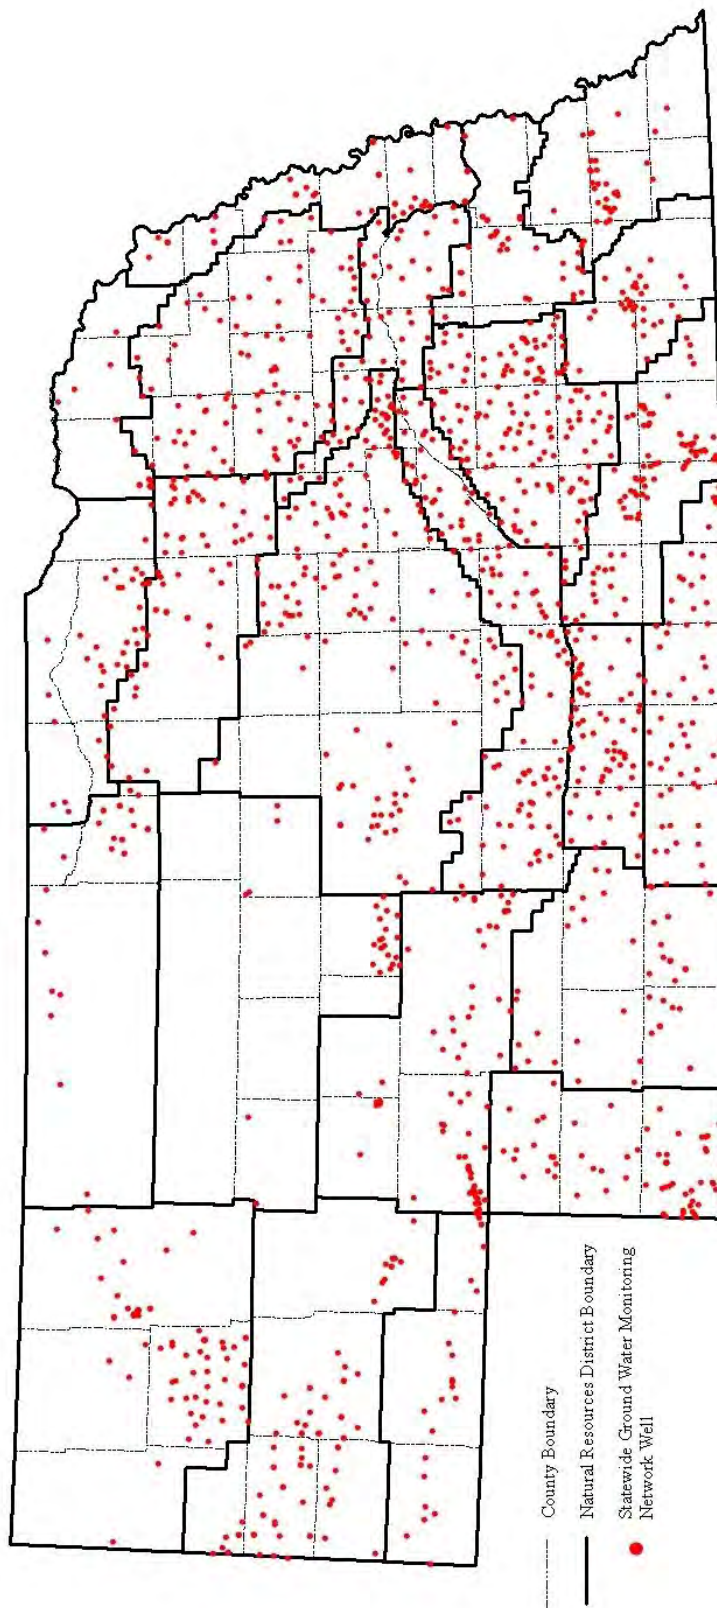 County Boundary
Natural Resources District Boundary
Statewide Ground Water Monitoring
Network Well